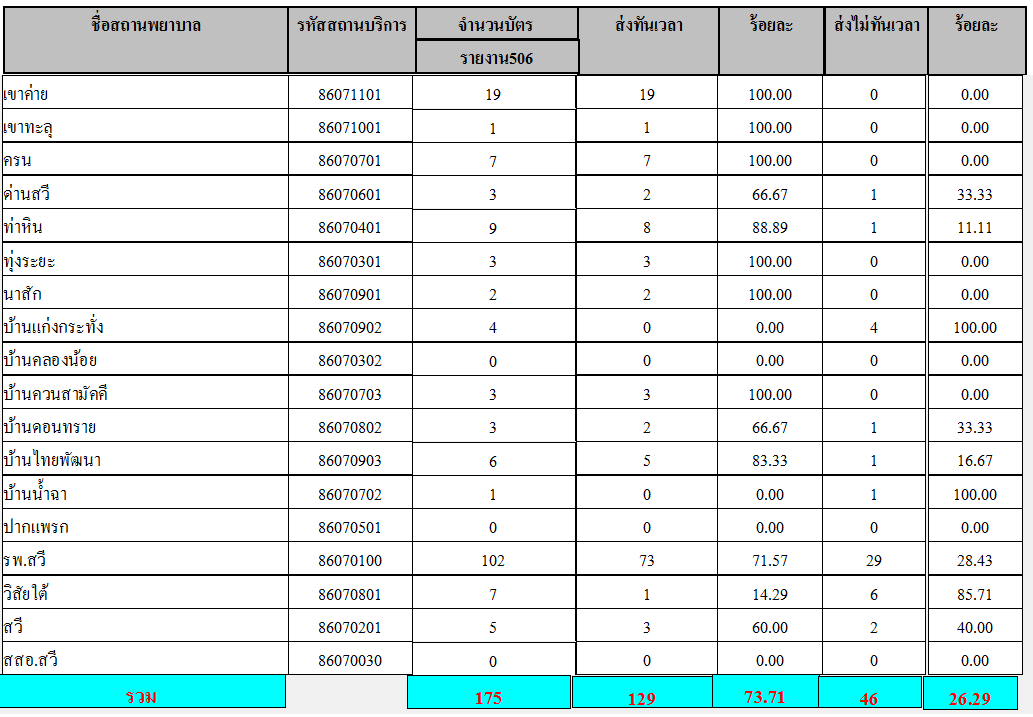 ชื่อสถานพยาบาล รหัสสถานบริการ จำนวนบัตร ส่งทันเวลา ร้อยละ ส่งไม่ทันเวลา ร้อยละ
รายงาน506
เขาค่าย 86071101 19 19 100.00 0 0.00
เขาทะลุ 86071001 1 1 100.00 0 0.00
ครน 86070701 7 7 100.00 0 0.00
ด่านสวี 86070601 3 2 66.67 1 33.33
ท่าหิน 86070401 9 8 88.89 1 11.11
ทุ่งระยะ 86070301 3 3 100.00 0 0.00
นาสัก 86070901 2 2 100.00 0 0.00
บ้านแก่งกระทั่ง 86070902 4 0 0.00 4 100.00
บ้านคลองน้อย 86070302 0 0 0.00 0 0.00
บ้านควนสามัคคี 86070703 3 3 100.00 0 0.00
บ้านดอนทราย 86070802 3 2 66.67 1 33.33
บ้านไทยพัฒนา 86070903 6 5 83.33 1 16.67
บ้านน้ำฉา 86070702 1 0 0.00 1 100.00
ปากแพรก 86070501 0 0 0.00 0 0.00
รพ.สวี 86070100 102 73 71.57 29 28.43
วิสัยใต้ 86070801 7 1 14.29 6 85.71
สวี 86070201 5 3 60.00 2 40.00
สสอ.สวี 86070030 0 0 0.00 0 0.00
รวม 175 129 73.71 46 26.29